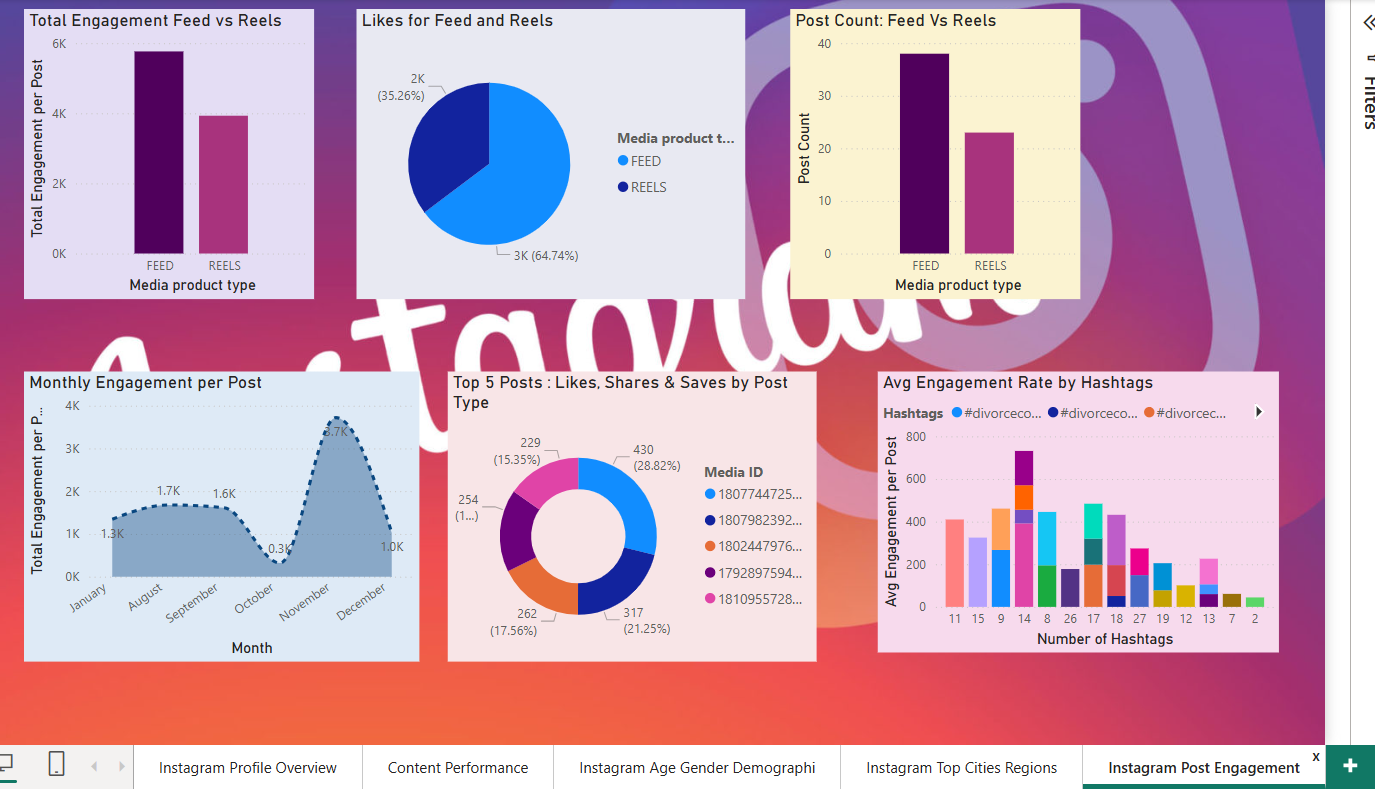 Total Engagement Feed vs Reels
Total Engagement per Post
6K
4K
2K
0K
FEED
REELS
Media product type
Likes for Feed and Reels
2K
(35.26%)
3K (64.74%)
Media product t...
FEED
REELS
Post Count: Feed Vs Reels
Post Count
40
30
20
10
0
FEED
REELS
Media product type
Filters
Monthly Engagement per Post
Total Engagement per P...
4K
3K
2K
1K
0K
1.3K
1.7K
1.6K
0.3K
3.7K
1.0K
January
August
September
October
November
December
Month
Top 5 Posts : Likes, Shares & Saves by Post
Type
229
(15.35%)
430
(28.82%)
254
(1...)
262
(17.56%)
317
(21.25%)
Media ID
1807744725...
1807982392...
1802447976...
1792897594...
1810955728...
Avg Engagement Rate by Hashtags
Hashtags #divorceco... #divorceco... #divorcec...
Avg Engagement per Post
800
600
400
200
0
11 15 9 14 8 26 17 18 27 19 12 13 7 2
Number of Hashtags
Instagram Profile Overview
Content Performance
Instagram Age Gender Demographi
Instagram Top Cities Regions
Instagram Post Engagement
x
+